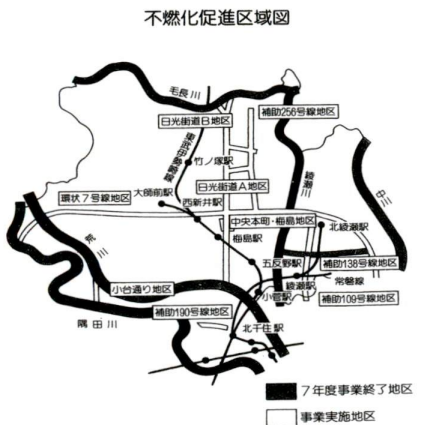 不燃化促進区域図
毛長川
日光街道B地区
補助256号線地区
東武伊勢崎線
竹ノ塚駅
綾瀬川
中川
日光街道A地区
大師前駅
環状7号線地区
西新井駅
中央本町・梅島地区
北綾瀬駅
梅島駅
荒川
五反野駅
補助138号線地区
綾瀬駅
常磐線
小台通り地区
小菅駅
補助109号線地区
補助190号線地区
隅田川
北千住駅
7年度事業終了地区
事業実施地区